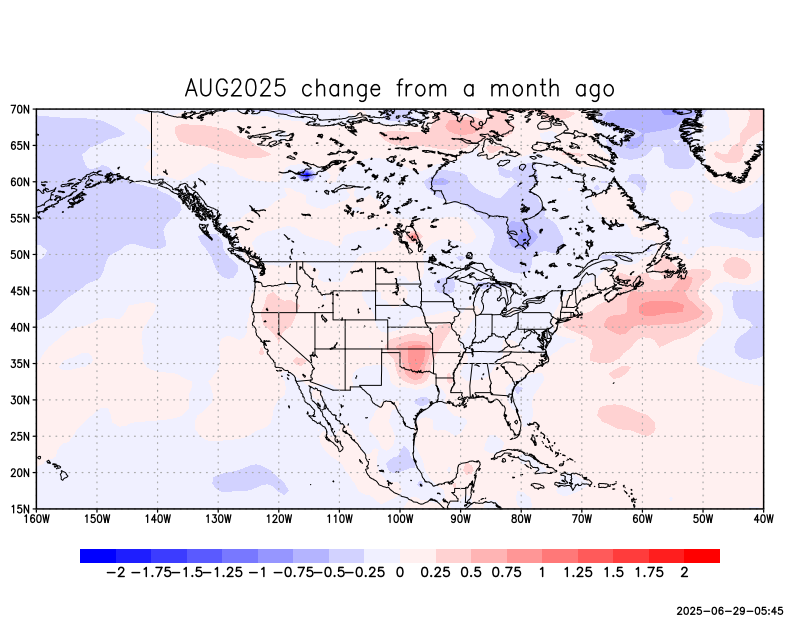 AUG2025 change from a month ago
70N
65N
60N
55N
50N
45N
40N
35N
30N
25N
20N
15N
160W 150W 140W 130W 120W 110W 100W 90W 80W 70W 60W 50W 40W
−2 −1.75 −1.5 −1.25 −1 −0.75 −0.5 −0.25 0 0.25 0.5 0.75 1 1.25 1.5 1.75 2
2025−06−29−05:45